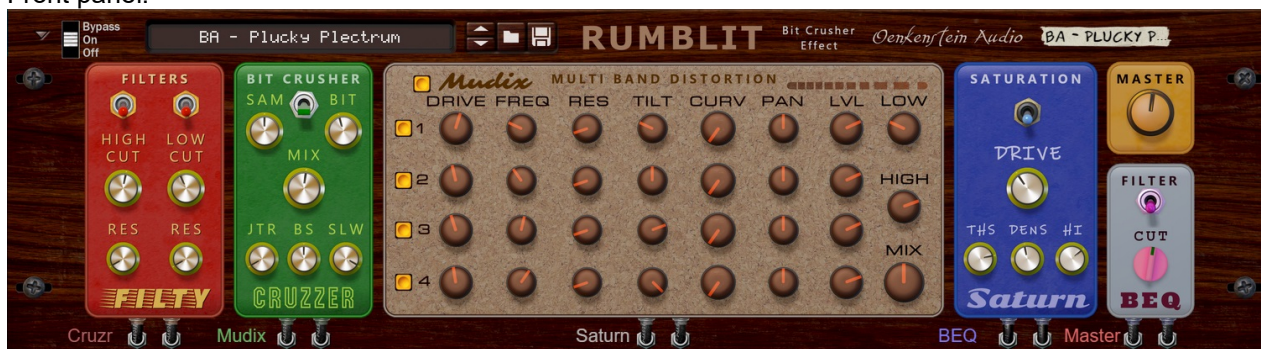 Front panel:
Bypass
On
Off
BA - Plucky Plectrum
RUMBLIT
Bit Crusher
Effect
Oenkenstein Audio
BA - PLUCKY P...
FILTERS
HIGH CUT
LOW CUT
RES
RES
FILTY
BIT CRUSHER
SAM
BIT
MIX
JTR BS SLW
CRUZZER
Mudix MULTI BAND DISTORTION
DRIVE FREQ RES TILT CURV PAN LVL LOW
1
2
HIGH
3
MIX
4
SATURATION
DRIVE
THS DENS HI
Saturn
MASTER
FILTER
CUT
BEQ
Cruzr
Mudix
Saturn
BEQ
Master